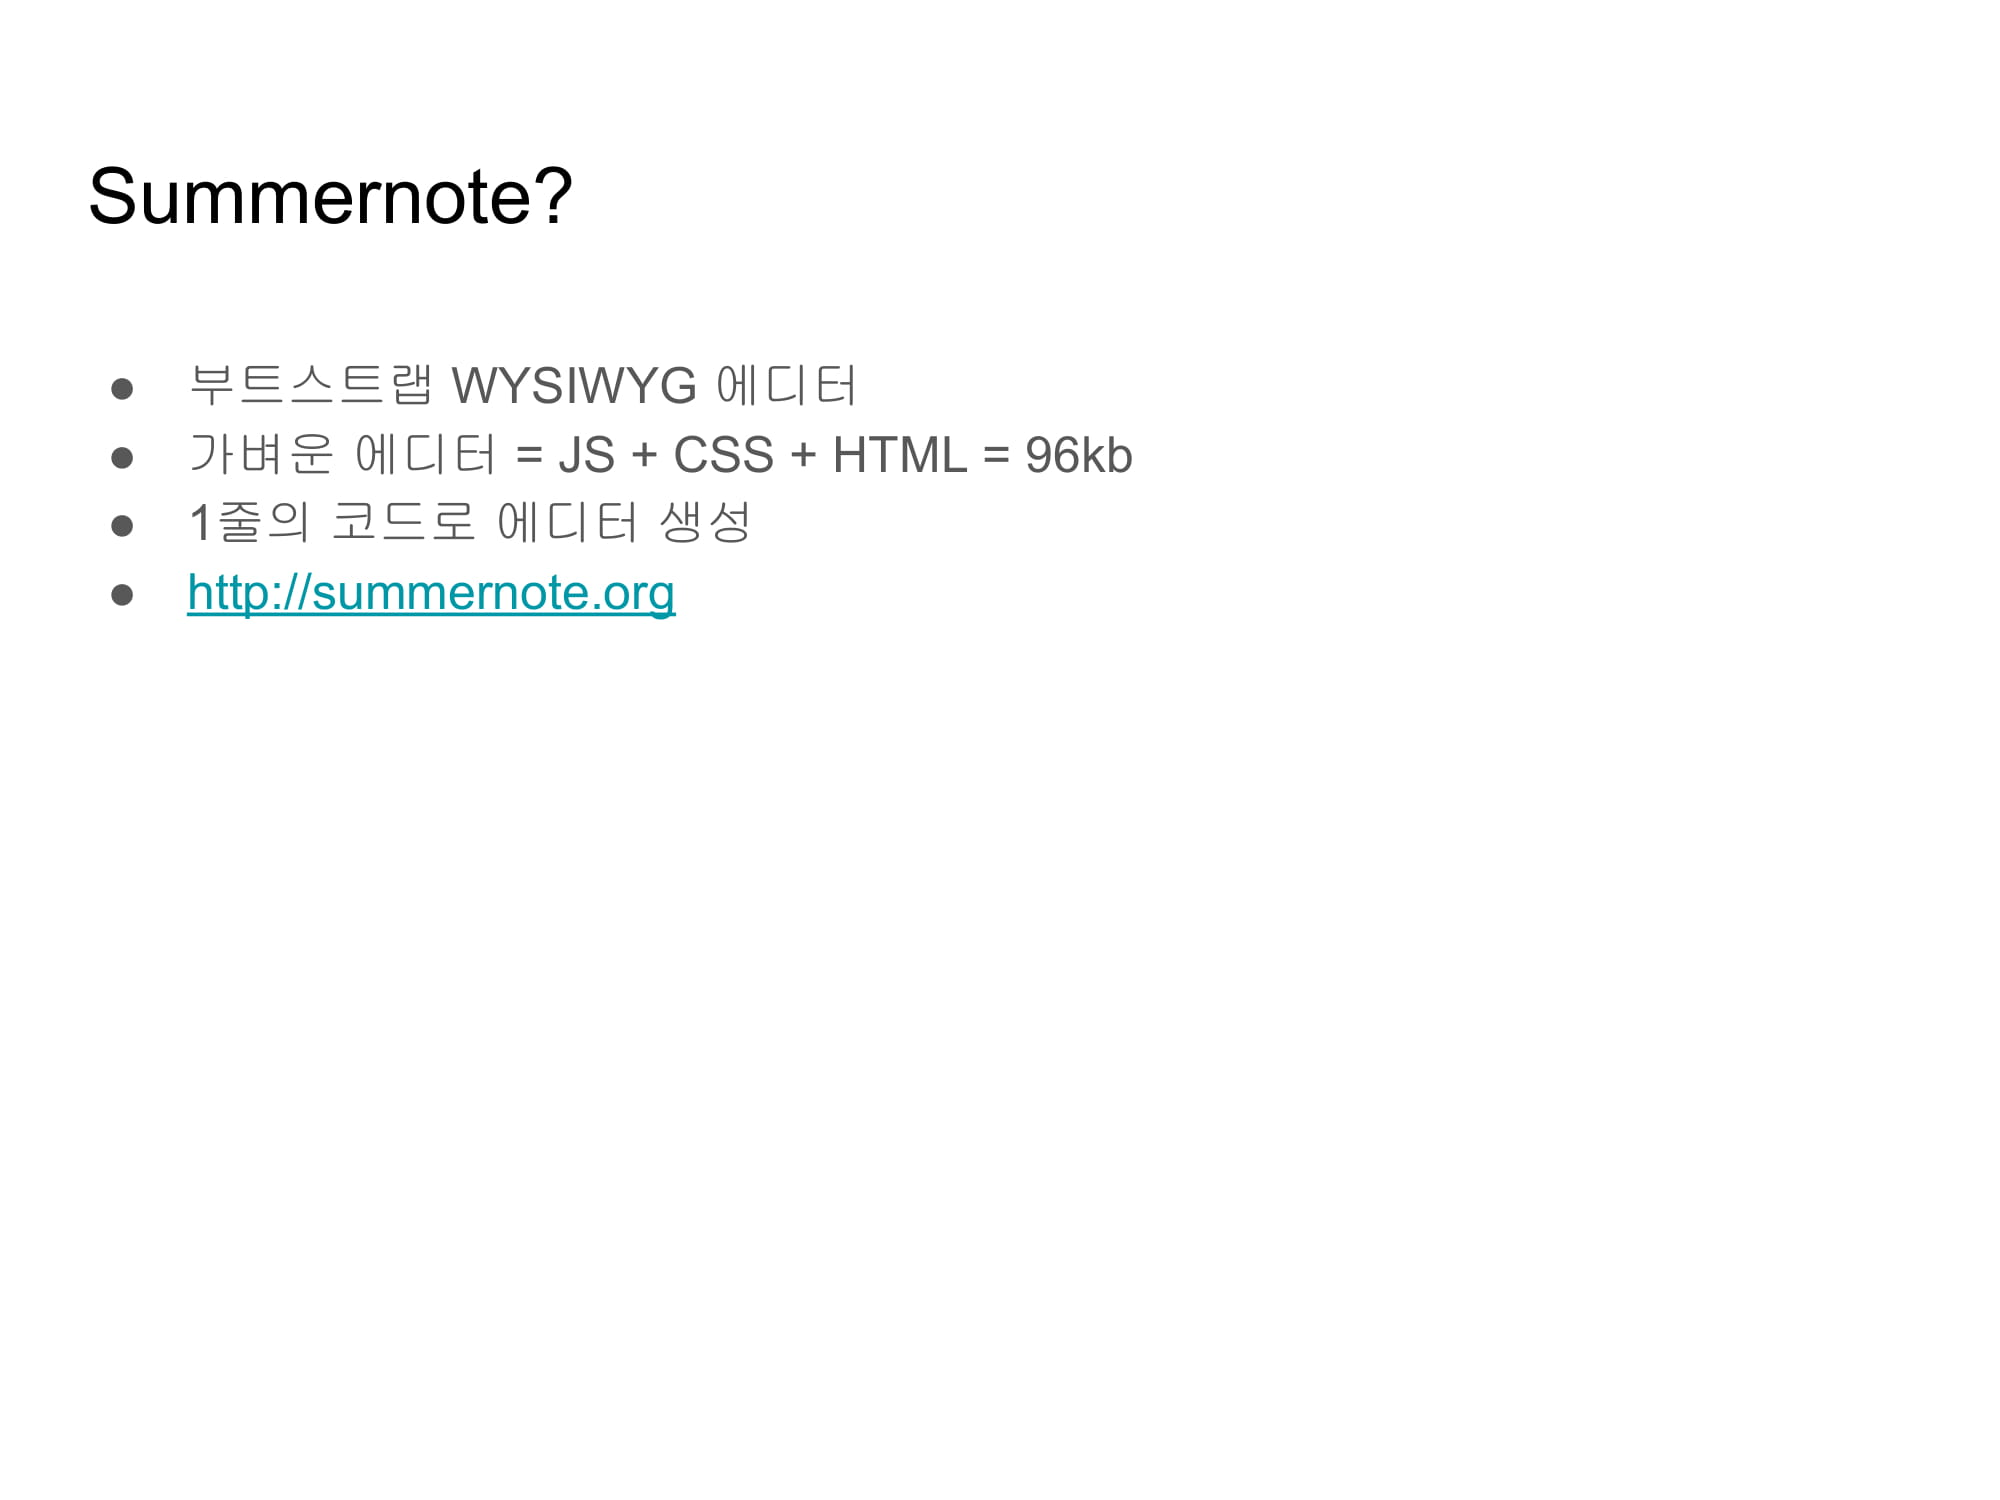 Summernote?
● 부트스트랩 WYSIWYG 에디터
● 가벼운 에디터 = JS + CSS + HTML = 96kb
● 1줄의 코드로 에디터 생성
● http://summernote.org